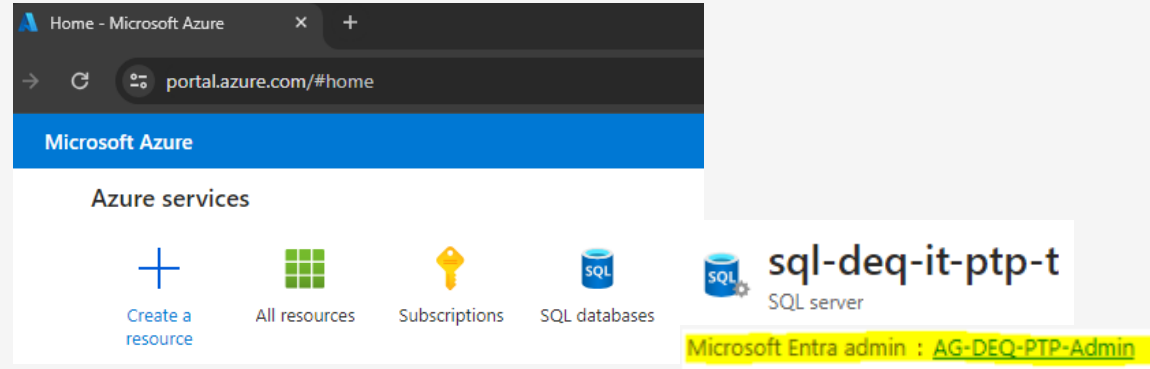 Home - Microsoft Azure
portal.azure.com/#home
Microsoft Azure
Azure services
Create a
resource
All resources
Subscriptions
SQL
SQL databases
SQL
sql-deq-it-ptp-t
SQL server
Microsoft Entra admin : AG-DEQ-PTP-Admin